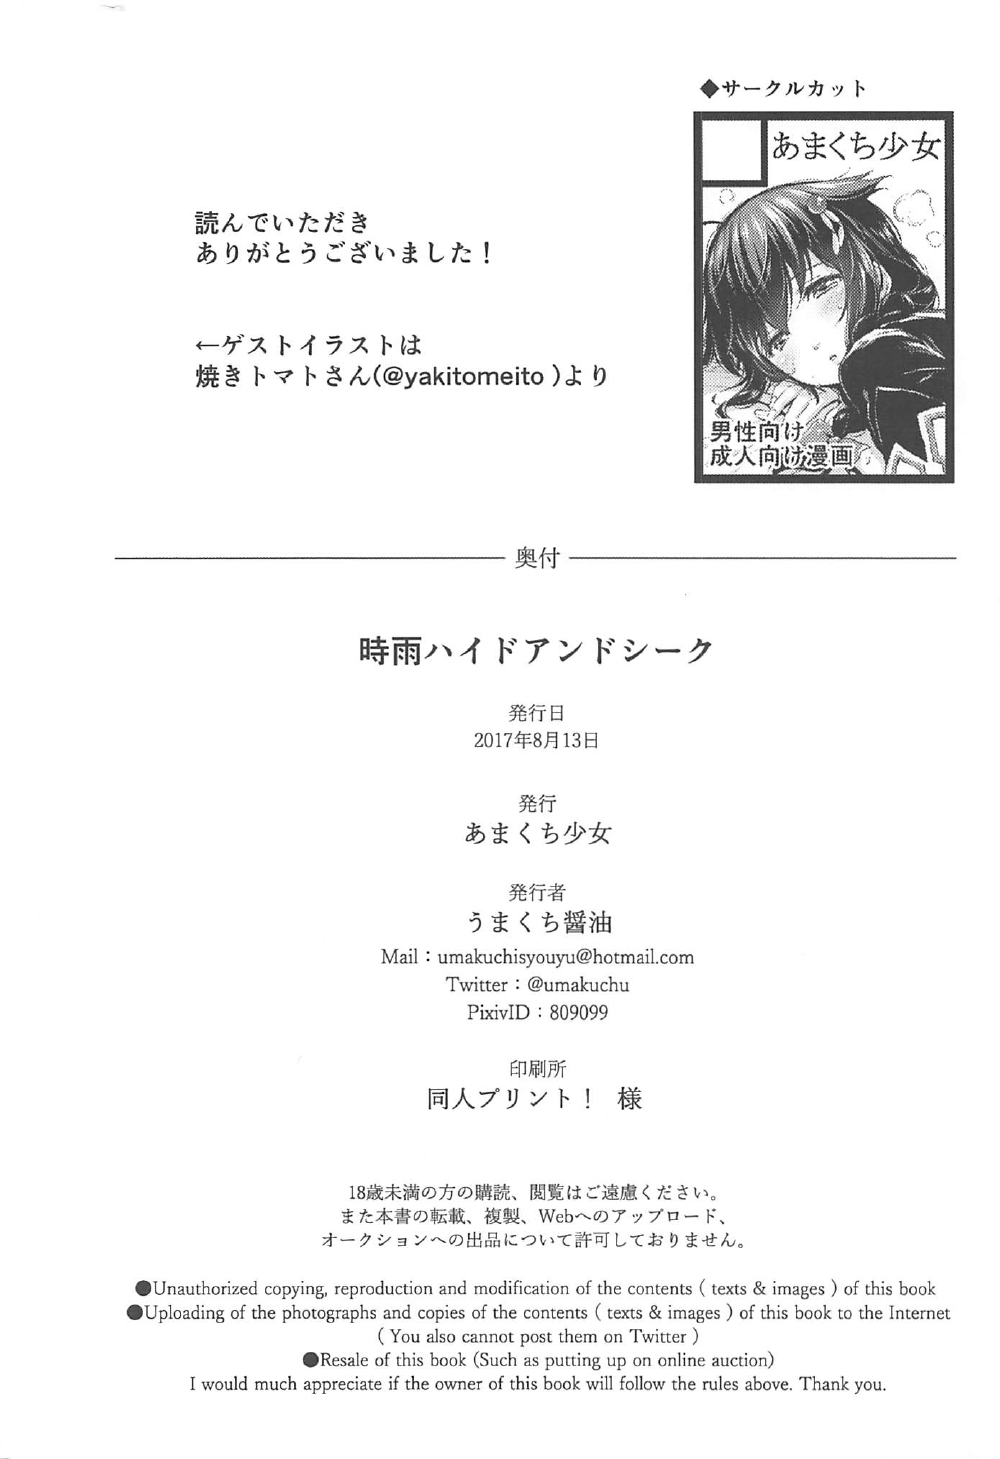 ◆サークルカット
あまくち少女
男性向け
成人向け漫画
読んでいただき
ありがとうございました！
←ゲストイラストは
焼きトマトさん(@yakitomeito )より
奥付
時雨ハイドアンドシーク
発行日
2017年8月13日
発行
あまくち少女
発行者
うまくち醤油
Mail：umakuchisyouyu@hotmail.com
Twitter：@umakuchu
PixivID：809099
印刷所
同人プリント！ 様
18歳未満の方の購読、閲覧はご遠慮ください。
また本書の転載、複製、Webへのアップロード、
オークションへの出品について許可しておりません。
●Unauthorized copying, reproduction and modification of the contents ( texts & images ) of this book
●Uploading of the photographs and copies of the contents ( texts & images ) of this book to the Internet
( You also cannot post them on Twitter )
●Resale of this book (Such as putting up on online auction)
I would much appreciate if the owner of this book will follow the rules above. Thank you.